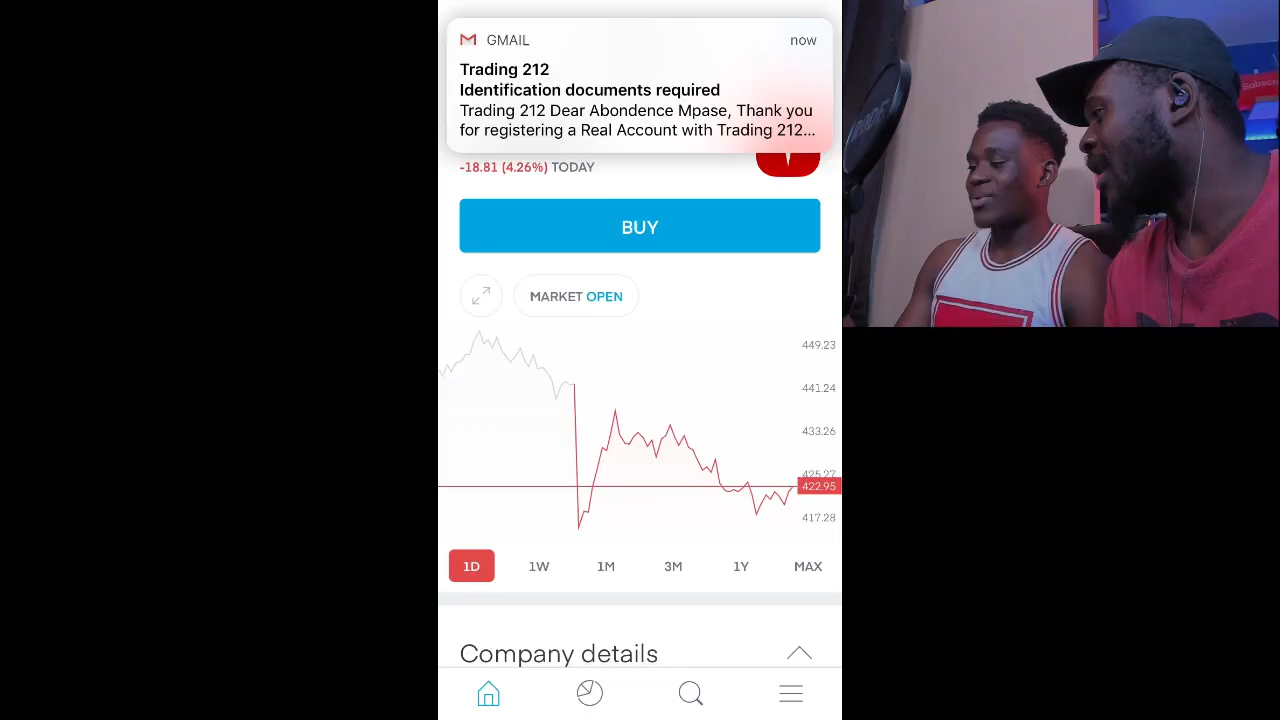 GMAIL
now
Trading 212
Identification documents required
Trading 212 Dear Abondence Mpase, Thank you
for registering a Real Account with Trading 212...
-18.81 (4.26%) TODAY
BUY
MARKET OPEN
449.23
441.24
433.26
425.27
422.95
417.28
1D 1W 1M 3M 1Y MAX
Company details